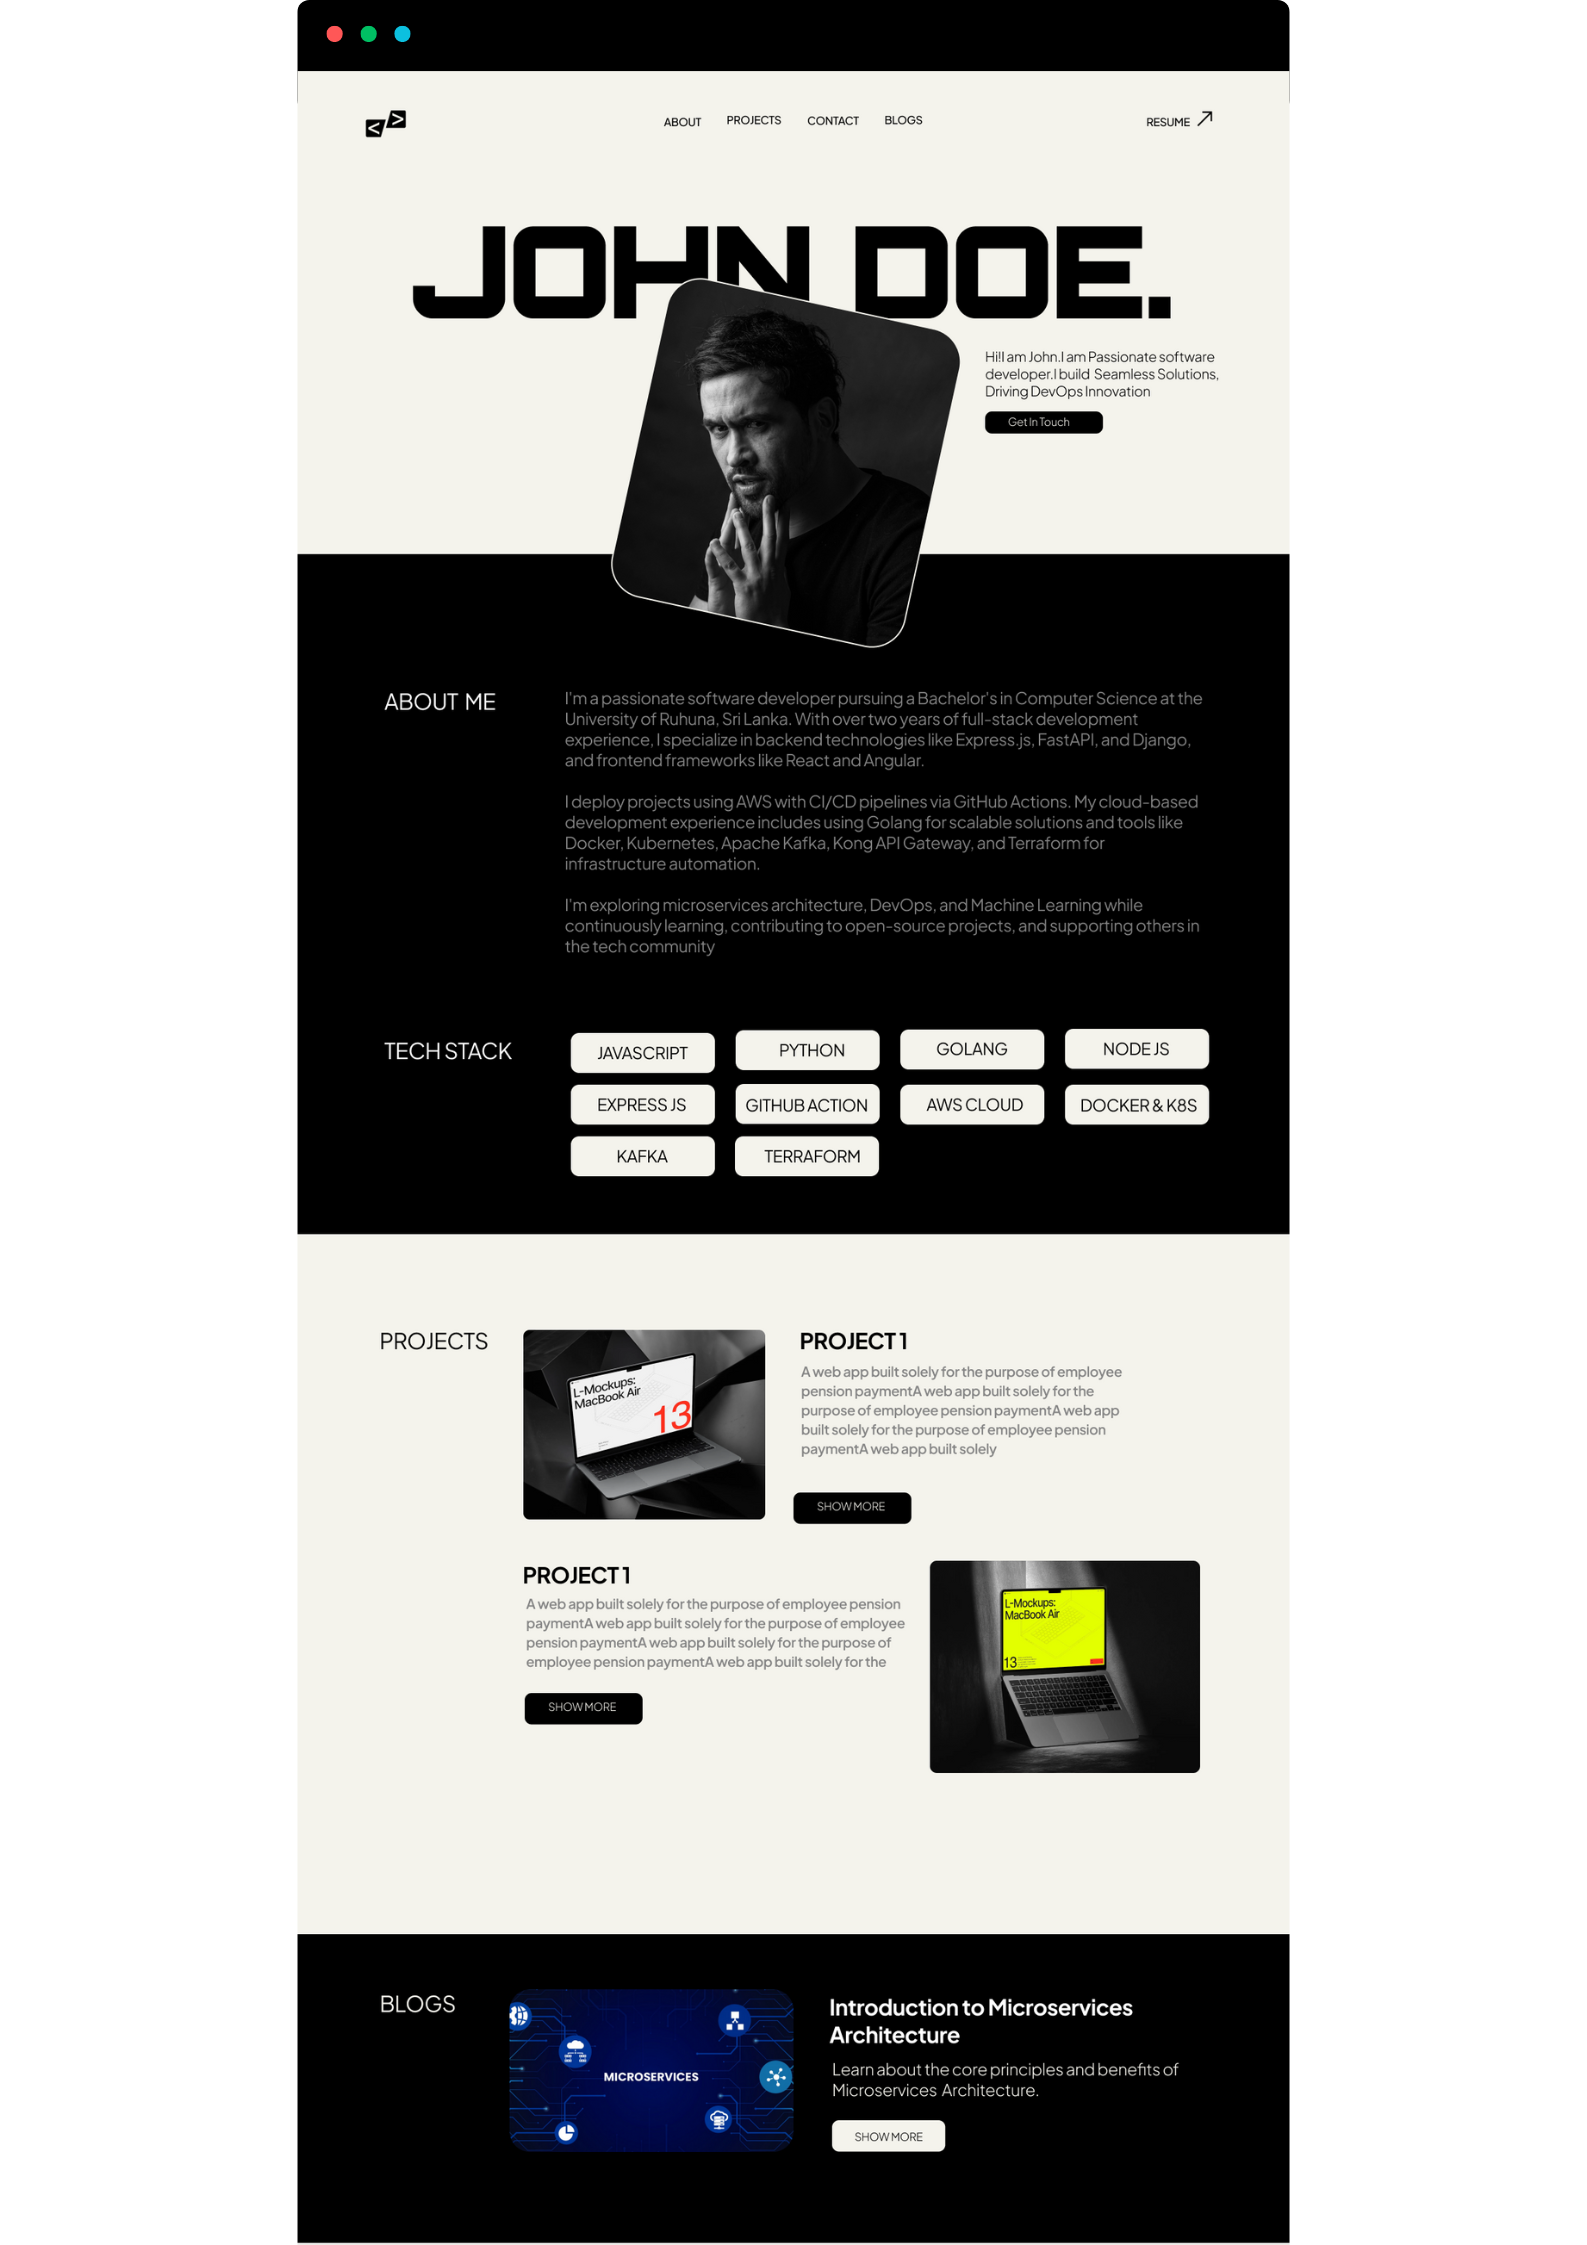 < >
ABOUT PROJECTS CONTACT BLOGS
RESUME
JOHN DOE.
Hi!I am John.I am Passionate software
developer.I build Seamless Solutions,
Driving DevOps Innovation
Get In Touch
ABOUT ME
I'm a passionate software developer pursuing a Bachelor's in Computer Science at the
University of Ruhuna, Sri Lanka. With over two years of full-stack development
experience, I specialize in backend technologies like Express.js, FastAPI, and Django,
and frontend frameworks like React and Angular.
I deploy projects using AWS with CI/CD pipelines via GitHub Actions. My cloud-based
development experience includes using Golang for scalable solutions and tools like
Docker, Kubernetes, Apache Kafka, Kong API Gateway, and Terraform for
infrastructure automation.
I'm exploring microservices architecture, DevOps, and Machine Learning while
continuously learning, contributing to open-source projects, and supporting others in
the tech community
TECH STACK
JAVASCRIPT PYTHON GOLANG NODE JS
EXPRESS JS GITHUB ACTION AWS CLOUD DOCKER & K8S
KAFKA TERRAFORM
PROJECTS
L-Mockups:
MacBook Air
13
PROJECT 1
A web app built solely for the purpose of employee
pension paymentA web app built solely for the
purpose of employee pension paymentA web app
built solely for the purpose of employee pension
paymentA web app built solely
SHOW MORE
PROJECT 1
A web app built solely for the purpose of employee pension
paymentA web app built solely for the purpose of employee
pension paymentA web app built solely for the purpose of
employee pension paymentA web app built solely for the
SHOW MORE
L-Mockups:
MacBook Air
13
BLOGS
MICROSERVICES
Introduction to Microservices
Architecture
Learn about the core principles and benefits of
Microservices Architecture.
SHOW MORE